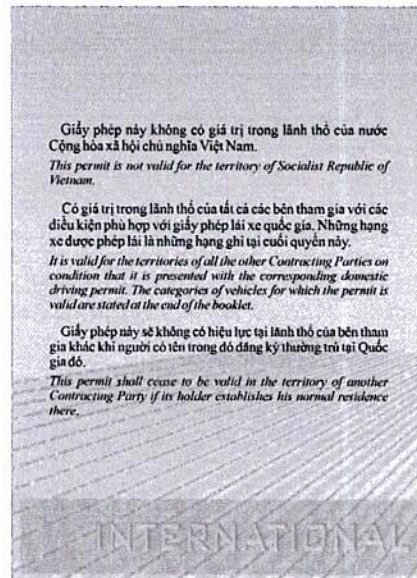 Giấy phép này không có giá trị trong lãnh thổ của nước
Cộng hòa xã hội chủ nghĩa Việt Nam.
This permit is not valid for the territory of Socialist Republic of
Vietnam.
Có giá trị trong lãnh thổ của tất cả các bên tham gia với các
điều kiện phù hợp với giấy phép lái xe quốc gia. Những hạng
xe được phép lái là những hạng ghi tại cuối quyển này.
It is valid for the territories of all the other Contracting Parties on
condition that it is presented with the corresponding domestic
driving permit. The categories of vehicles for which the permit is
valid are stated at the end of the booklet.
Giấy phép này sẽ không có hiệu lực tại lãnh thổ của bên tham
gia khác khi người có tên trong đó đăng ký thường trú tại Quốc
gia đó.
This permit shall cease to be valid in the territory of another
Contracting Party if its holder establishes his normal residence
there.
INTERNATIONAL